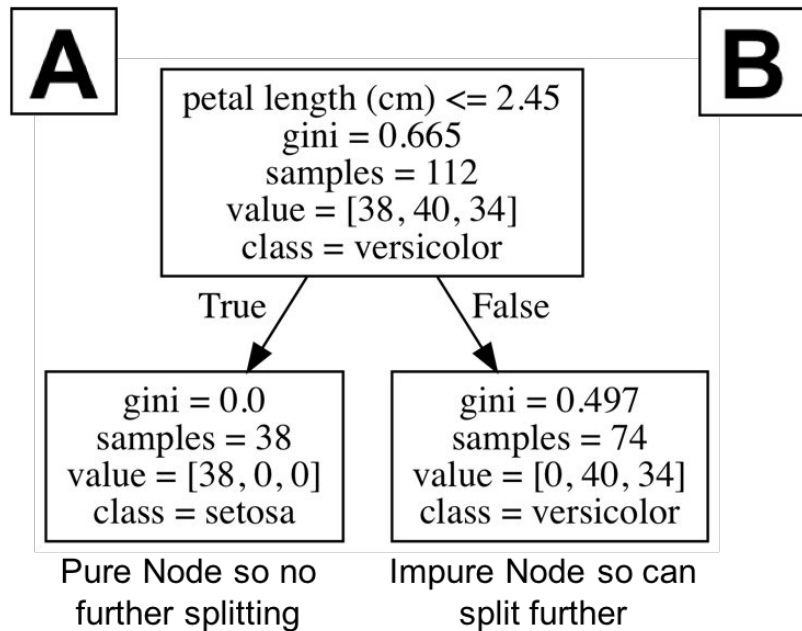 A
B
petal length (cm) <= 2.45
gini = 0.665
samples = 112
value = [38, 40, 34]
class = versicolor
True
False
gini = 0.0
samples = 38
value = [38, 0, 0]
class = setosa
gini = 0.497
samples = 74
value = [0, 40, 34]
class = versicolor
Pure Node so no
further splitting
Impure Node so can
split further